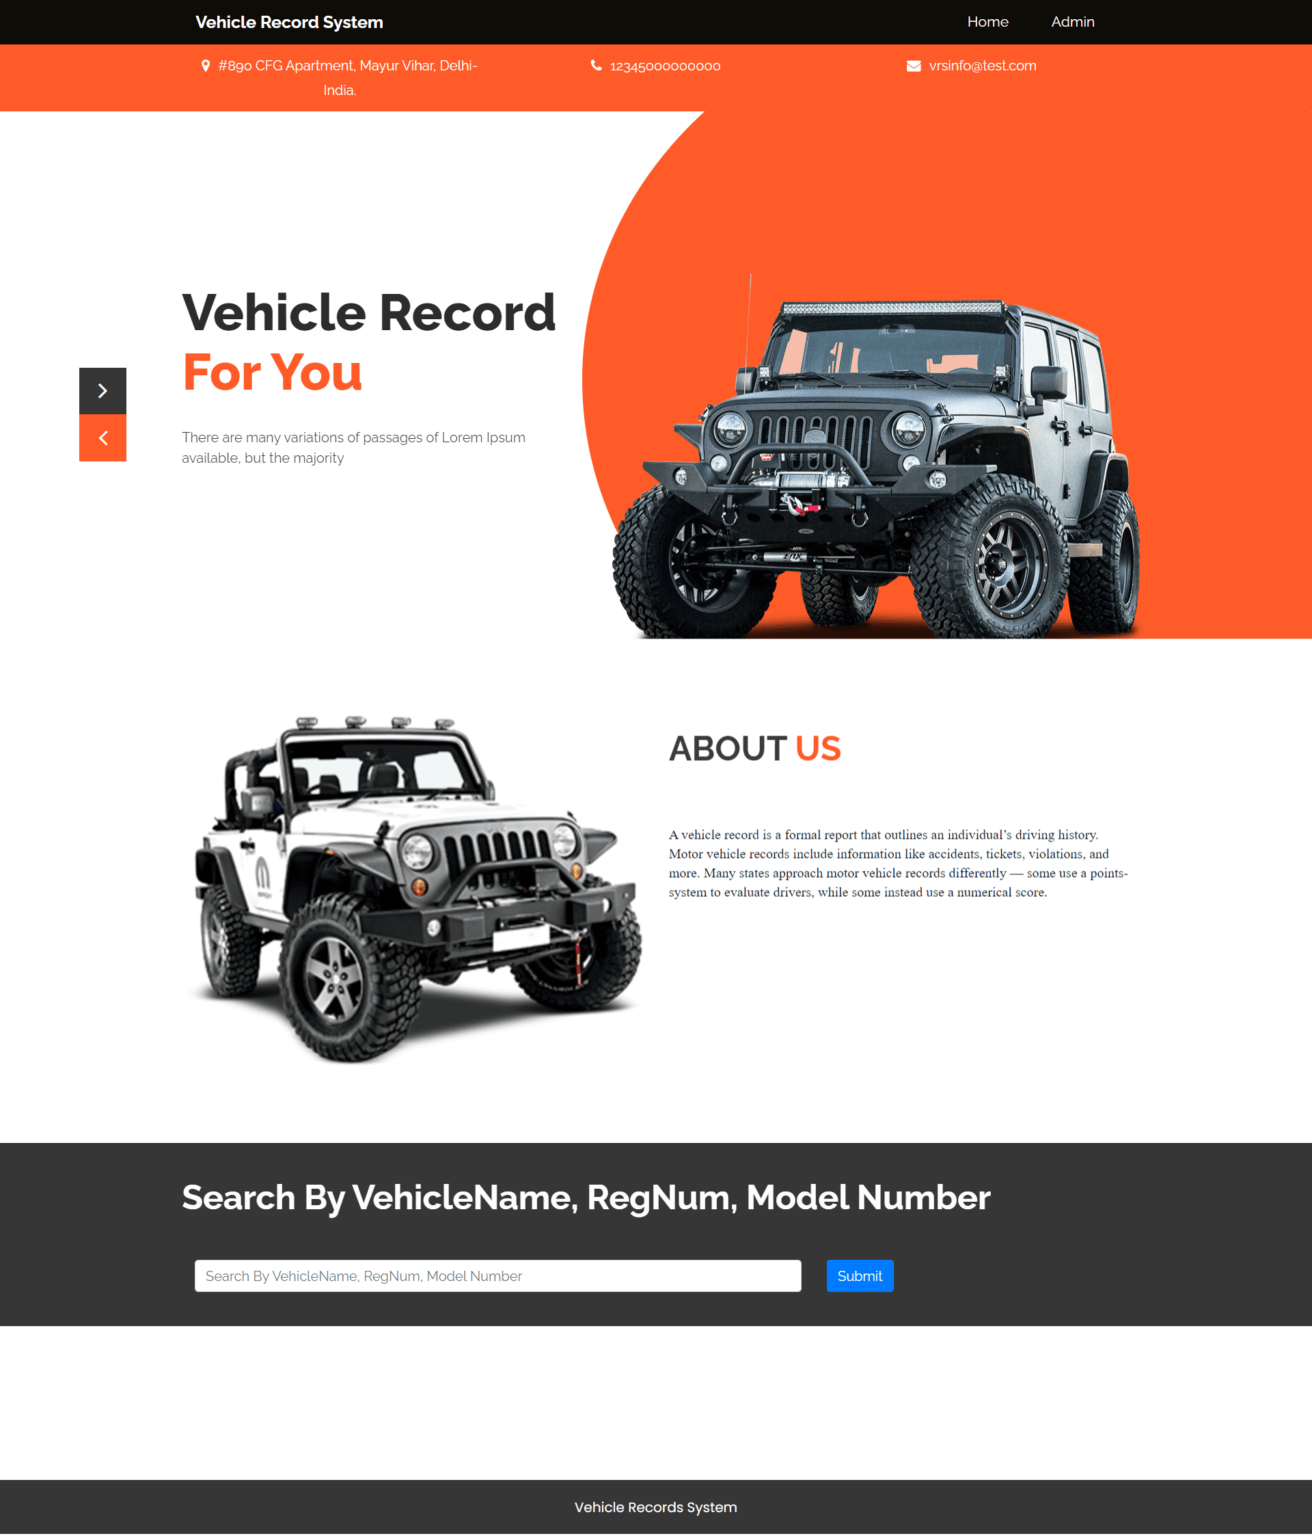 Vehicle Record System
Home
Admin
#890 CFG Apartment, Mayur Vihar, Delhi-
India.
12345000000000
vrsinfo@test.com
Vehicle Record
For You
There are many variations of passages of Lorem Ipsum
available, but the majority
ABOUT US
A vehicle record is a formal report that outlines an individual's driving history.
Motor vehicle records include information like accidents, tickets, violations, and
more. Many states approach motor vehicle records differently — some use a points-
system to evaluate drivers, while some instead use a numerical score.
Search By VehicleName, RegNum, Model Number
Search By VehicleName, RegNum, Model Number
Submit
Vehicle Records System